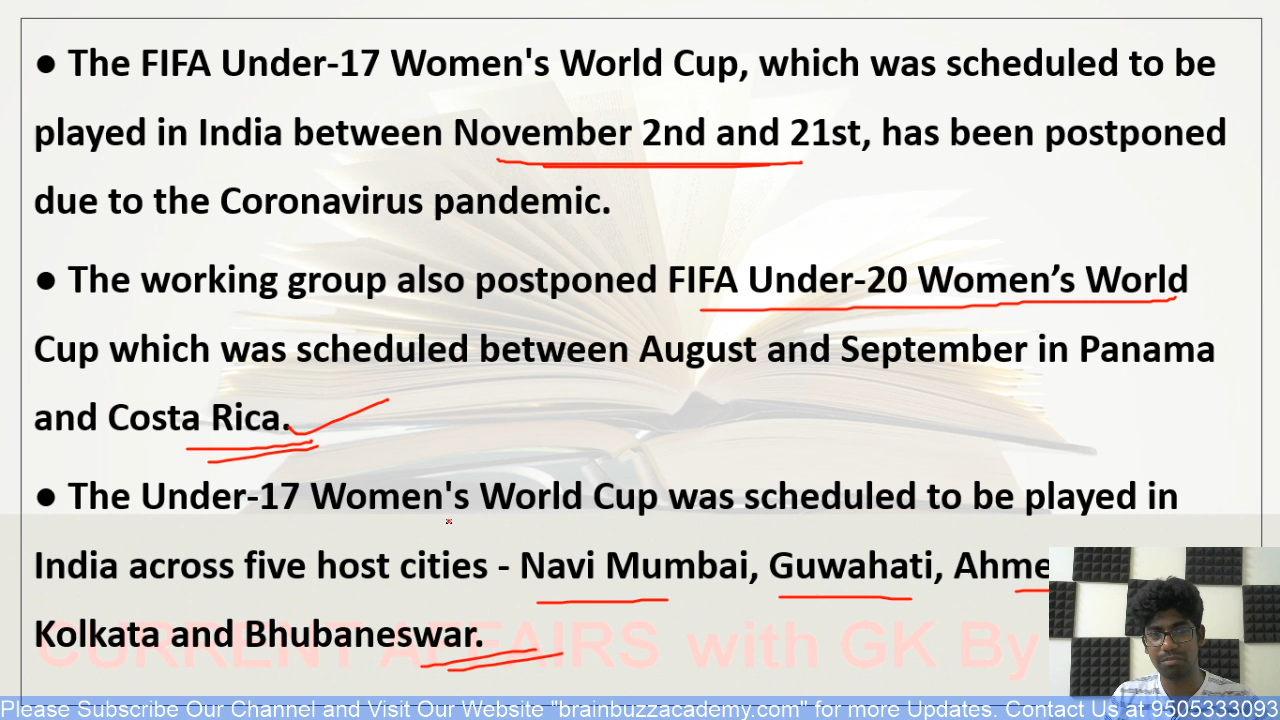 ● The FIFA Under-17 Women's World Cup, which was scheduled to be
played in India between November 2nd and 21st, has been postponed
due to the Coronavirus pandemic.
● The working group also postponed FIFA Under-20 Women’s World
Cup which was scheduled between August and September in Panama
and Costa Rica.
● The Under-17 Women's World Cup was scheduled to be played in
India across five host cities - Navi Mumbai, Guwahati,
Kolkata and Bhubaneswar.
CURRENT AFFAIRS with GK By
Please Subscribe Our Channel and Visit Our Website "brainbuzzacademy.com" for more Updates. Contact Us at 9505333093